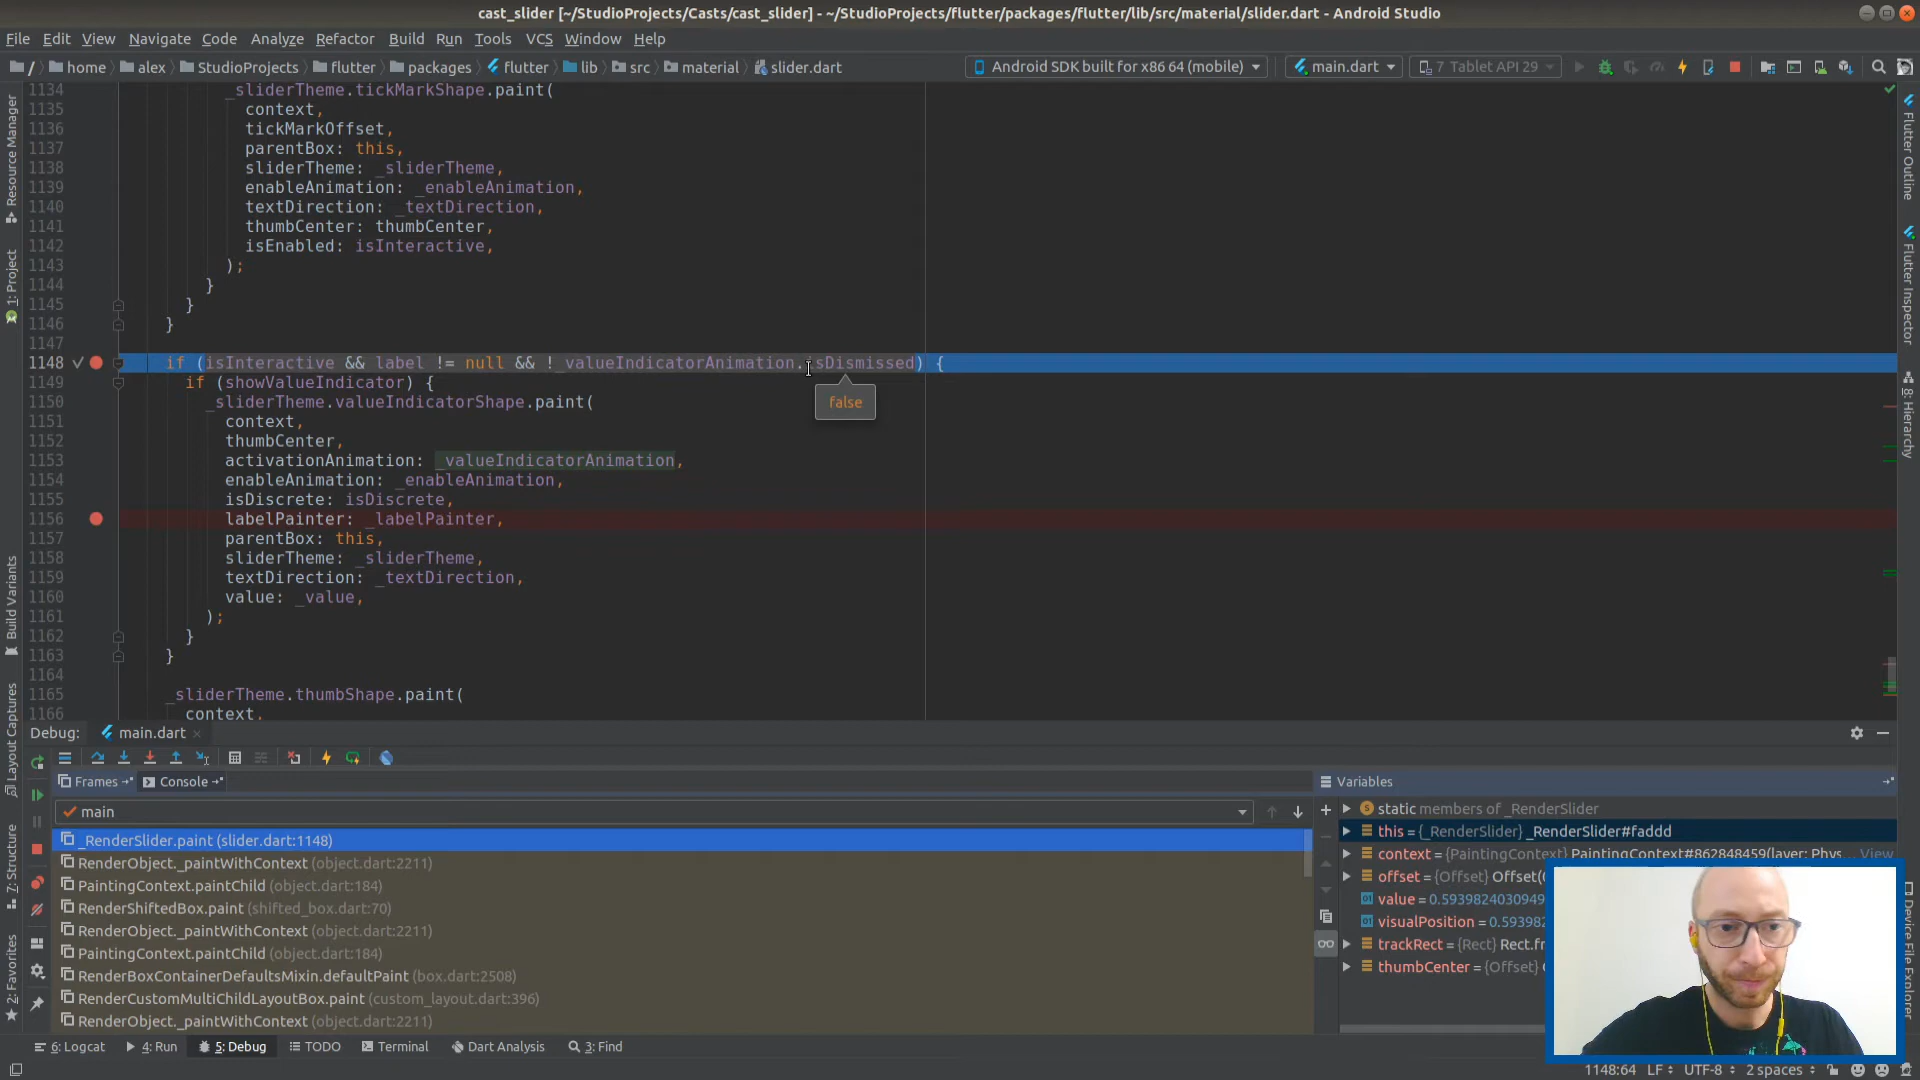 cast_slider [~/StudioProjects/Casts/cast_slider] - ~/StudioProjects/flutter/packages/flutter/lib/src/material/slider.dart - Android Studio
File Edit View Navigate Code Analyze Refactor Build Run Tools VCS Window Help
/ home alex StudioProjects flutter packages flutter lib src material slider.dart Android SDK built for x86 64 (mobile) main.dart 7 Tablet API 29
1134 _sliderTheme.tickMarkShape.paint(
1135 context,
1136 tickMarkOffset,
1137 parentBox: this,
1138 sliderTheme: _sliderTheme,
1139 enableAnimation: _enableAnimation,
1140 textDirection: _textDirection,
1141 thumbCenter: thumbCenter,
1142 isEnabled: isInteractive,
1143 );
1144 }
1145 }
1146 }
1147
1148 if (isInteractive && label != null && !_valueIndicatorAnimation.isDismissed) {
1149 if (showValueIndicator) {
false
1150 _sliderTheme.valueIndicatorShape.paint(
1151 context,
1152 thumbCenter,
1153 activationAnimation: _valueIndicatorAnimation,
1154 enableAnimation: _enableAnimation,
1155 isDiscrete: isDiscrete,
1156 labelPainter: _labelPainter,
1157 parentBox: this,
1158 sliderTheme: _sliderTheme,
1159 textDirection: _textDirection,
1160 value: _value,
1161 );
1162 }
1163 }
1164
1165 _sliderTheme.thumbShape.paint(
1166 context,
Resource Manager
1: Project
Build Variants
Layout Captures
7: Structure
2: Favorites
Flutter Outline
Flutter Inspector
8: Hierarchy
Device File Explorer
Debug: main.dart
Frames Console
main
_RenderSlider.paint (slider.dart:1148)
RenderObject._paintWithContext (object.dart:2211)
PaintingContext.paintChild (object.dart:184)
RenderShiftedBox.paint (shifted_box.dart:70)
RenderObject._paintWithContext (object.dart:2211)
PaintingContext.paintChild (object.dart:184)
RenderBoxContainerDefaultsMixin.defaultPaint (box.dart:2508)
RenderCustomMultiChildLayoutBox.paint (custom_layout.dart:396)
RenderObject._paintWithContext (object.dart:2211)
Variables
static members of _RenderSlider
this = {_RenderSlider} _RenderSlider#faddd
context = {PaintingContext} PaintingContext#862848459(layer: Phys... View
offset = {Offset} Offset(
value = 0.5939824030949
visualPosition = 0.59398
trackRect = {Rect} Rect.fr
thumbCenter = {Offset}
6: Logcat 4: Run 5: Debug TODO Terminal Dart Analysis 3: Find
1148:64 LF UTF-8 2 spaces